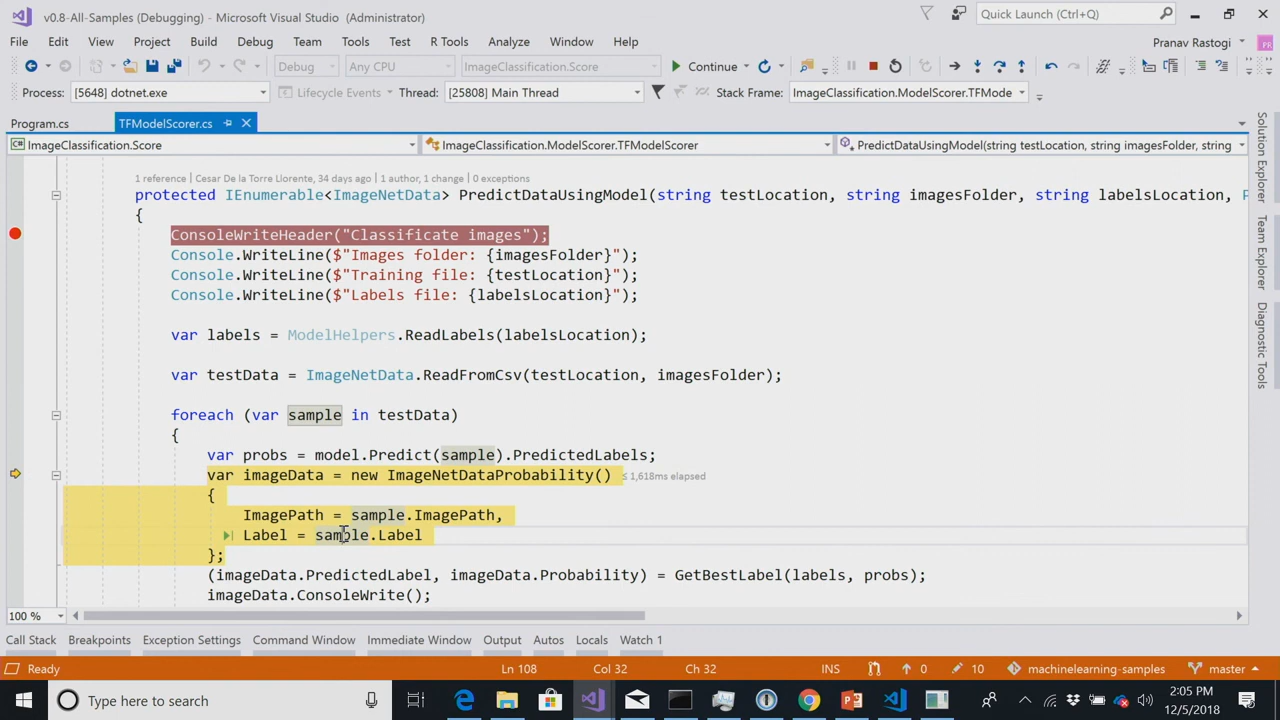 v0.8-All-Samples (Debugging) - Microsoft Visual Studio (Administrator)
Quick Launch (Ctrl+Q)
File Edit View Project Build Debug Team Tools Test R Tools Analyze Window Help
Pranav Rastogi
PR
Debug Any CPU ImageClassification.Score Continue
Process: [5648] dotnet.exe Lifecycle Events Thread: [25808] Main Thread Stack Frame: ImageClassification.ModelScorer.TFMode
Program.cs TFModelScorer.cs
ImageClassification.Score ImageClassification.ModelScorer.TFModelScorer PredictDataUsingModel(string testLocation, string imagesFolder, string
1 reference | Cesar De la Torre Llorente, 34 days ago | 1 author, 1 change | 0 exceptions
protected IEnumerable<ImageNetData> PredictDataUsingModel(string testLocation, string imagesFolder, string labelsLocation,
{
ConsoleWriteHeader("Classificate images");
Console.WriteLine($"Images folder: {imagesFolder}");
Console.WriteLine($"Training file: {testLocation}");
Console.WriteLine($"Labels file: {labelsLocation}");
var labels = ModelHelpers.ReadLabels(labelsLocation);
var testData = ImageNetData.ReadFromCsv(testLocation, imagesFolder);
foreach (var sample in testData)
{
var probs = model.Predict(sample).PredictedLabels;
var imageData = new ImageNetDataProbability() ≤ 1,618ms elapsed
{
ImagePath = sample.ImagePath,
Label = sample.Label
};
(imageData.PredictedLabel, imageData.Probability) = GetBestLabel(labels, probs);
imageData.ConsoleWrite();
100 %
Solution Explorer
Team Explorer
Diagnostic Tools
Call Stack Breakpoints Exception Settings Command Window Immediate Window Output Autos Locals Watch 1
Ready Ln 108 Col 32 Ch 32 INS 0 10 machinelearning-samples master
Type here to search
2:05 PM
12/5/2018